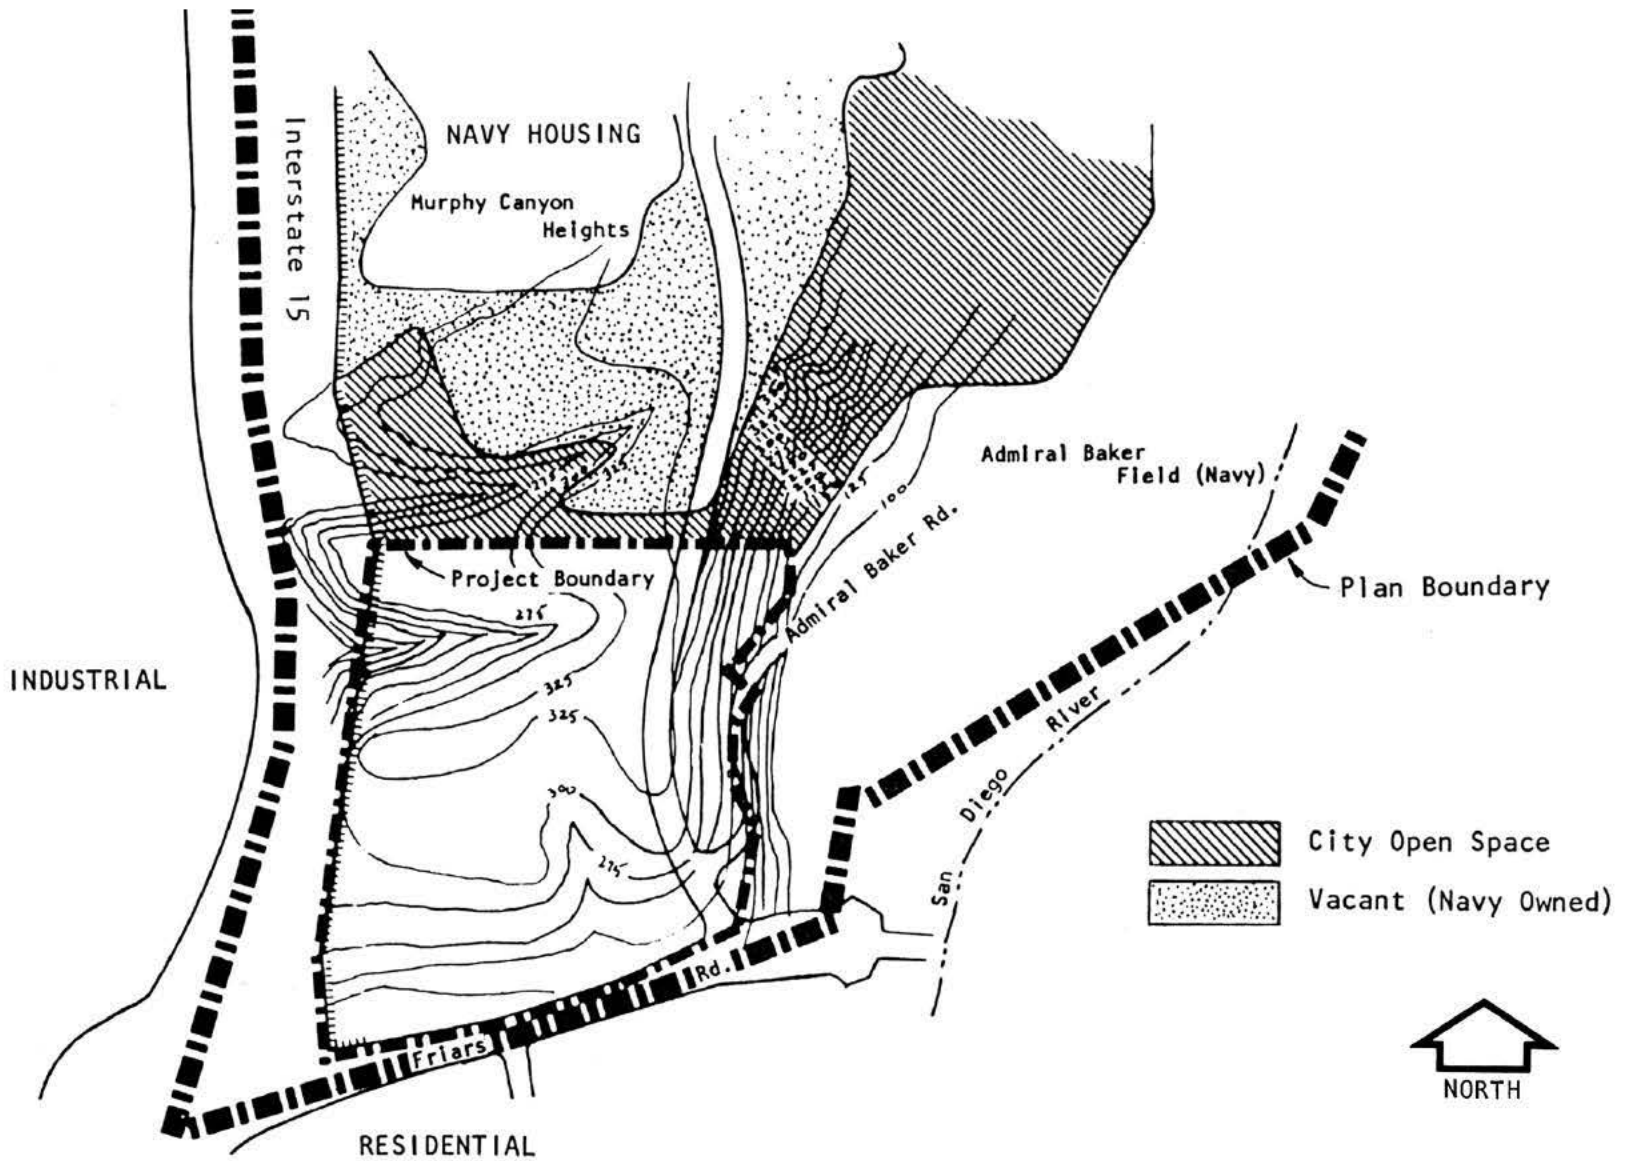 Interstate 15
NAVY HOUSING
Murphy Canyon
Heights
Admiral Baker
Field (Navy)
125
100
Admiral Baker Rd.
Project Boundary
Plan Boundary
275
INDUSTRIAL
325
325
River
300
Diego
275
San
City Open Space
Vacant (Navy Owned)
Rd.
Friars
NORTH
RESIDENTIAL